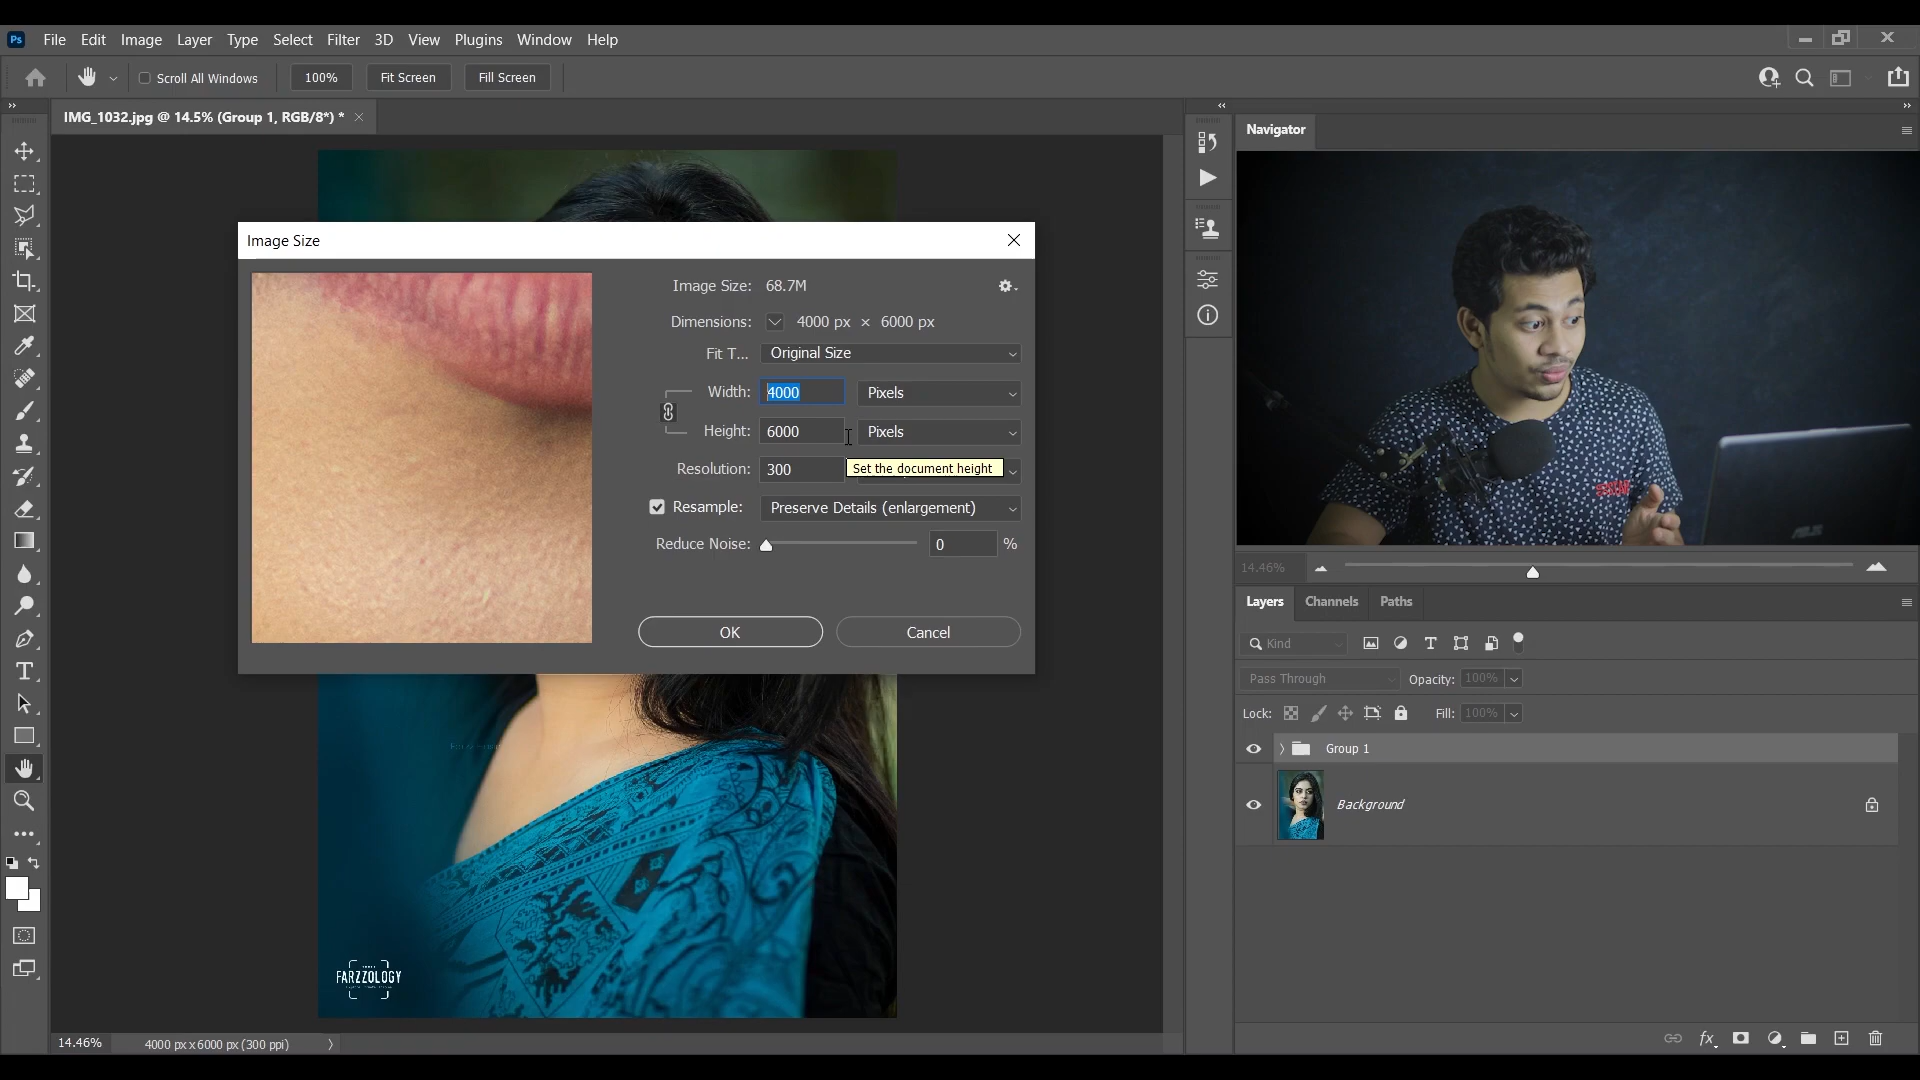 Ps File Edit Image Layer Type Select Filter 3D View Plugins Window Help
Scroll All Windows 100% Fit Screen Fill Screen
IMG_1032.jpg @ 14.5% (Group 1, RGB/8*) *
Navigator
Image Size
Image Size: 68.7M
Dimensions: 4000 px × 6000 px
Fit T... Original Size
Width: 4000 Pixels
Height: 6000 Pixels
Resolution: 300
Set the document height
Resample: Preserve Details (enlargement)
Reduce Noise: 0 %
OK Cancel
ASUS
14.46%
Layers Channels Paths
Kind
Pass Through Opacity: 100%
Lock: Fill: 100%
Group 1
Background
FARZZOLOGY
fx
14.46% 4000 px x 6000 px (300 ppi)